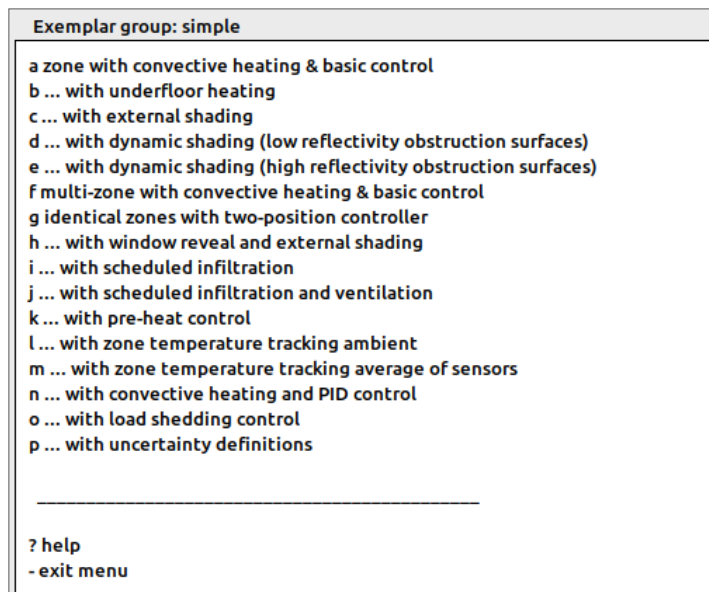 Exemplar group: simple
a zone with convective heating & basic control
b ... with underfloor heating
c ... with external shading
d ... with dynamic shading (low reflectivity obstruction surfaces)
e ... with dynamic shading (high reflectivity obstruction surfaces)
f multi-zone with convective heating & basic control
g identical zones with two-position controller
h ... with window reveal and external shading
i ... with scheduled infiltration
j ... with scheduled infiltration and ventilation
k ... with pre-heat control
l ... with zone temperature tracking ambient
m ... with zone temperature tracking average of sensors
n ... with convective heating and PID control
o ... with load shedding control
p ... with uncertainty definitions
? help
- exit menu